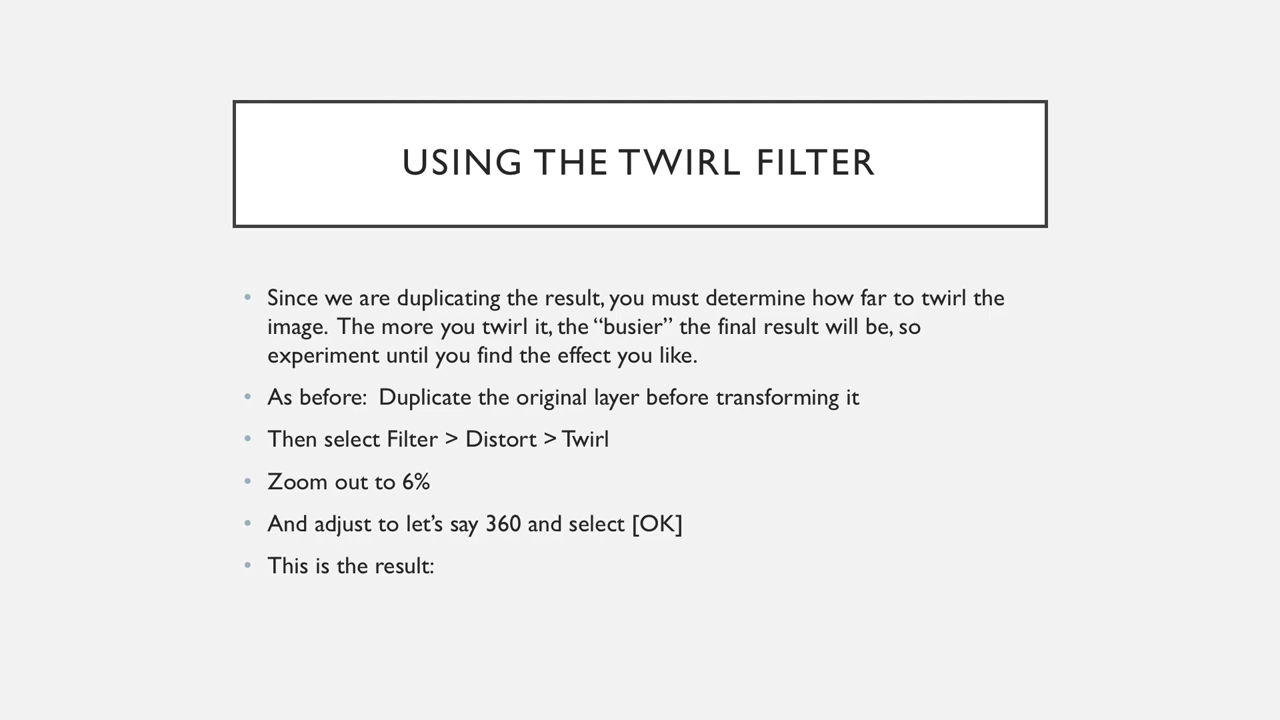 USING THE TWIRL FILTER
• Since we are duplicating the result, you must determine how far to twirl the
image.  The more you twirl it, the “busier” the final result will be, so
experiment until you find the effect you like.
• As before:  Duplicate the original layer before transforming it
• Then select Filter > Distort > Twirl
• Zoom out to 6%
• And adjust to let’s say 360 and select [OK]
• This is the result: